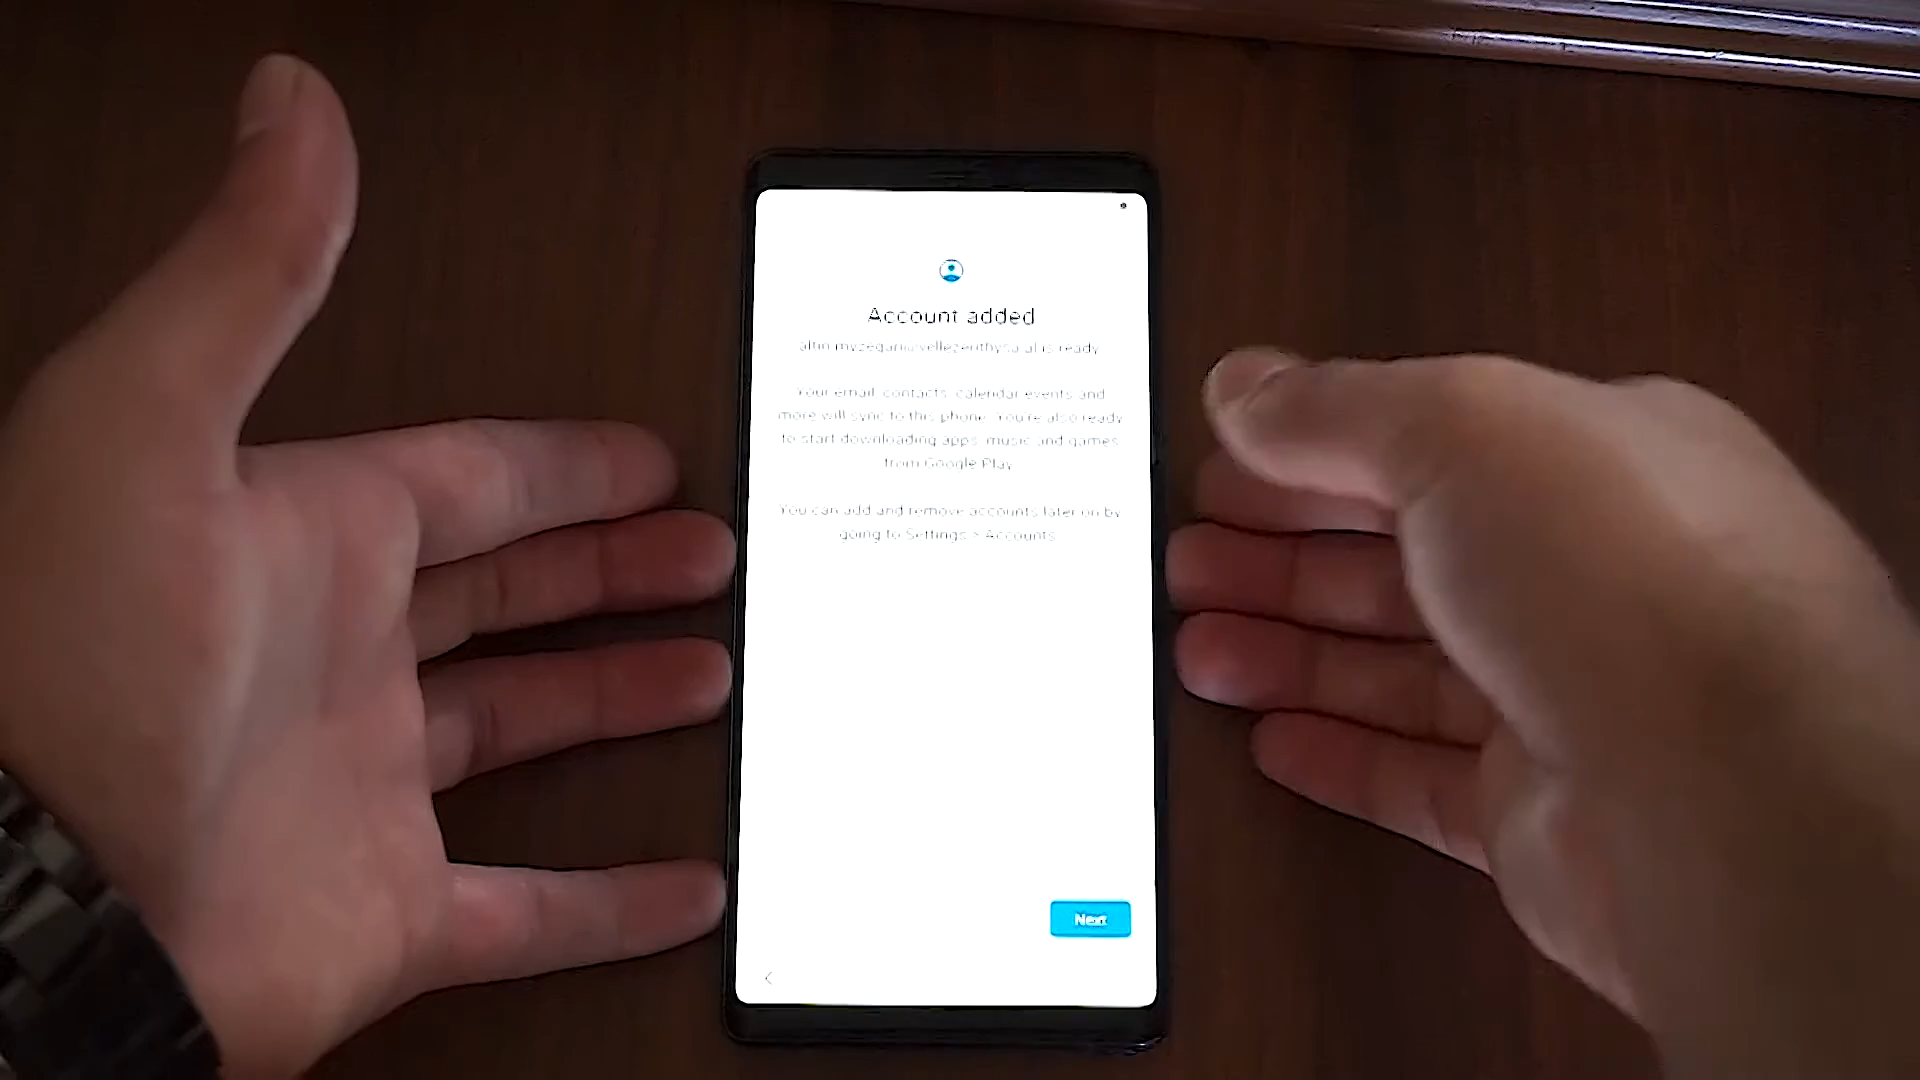 Account added
is ready
Your email, contacts, calendar events and
more will sync to this phone. You're also ready
to start downloading apps, music and games
from Google Play.
You can add and remove accounts later on by
going to Settings > Accounts.
Next